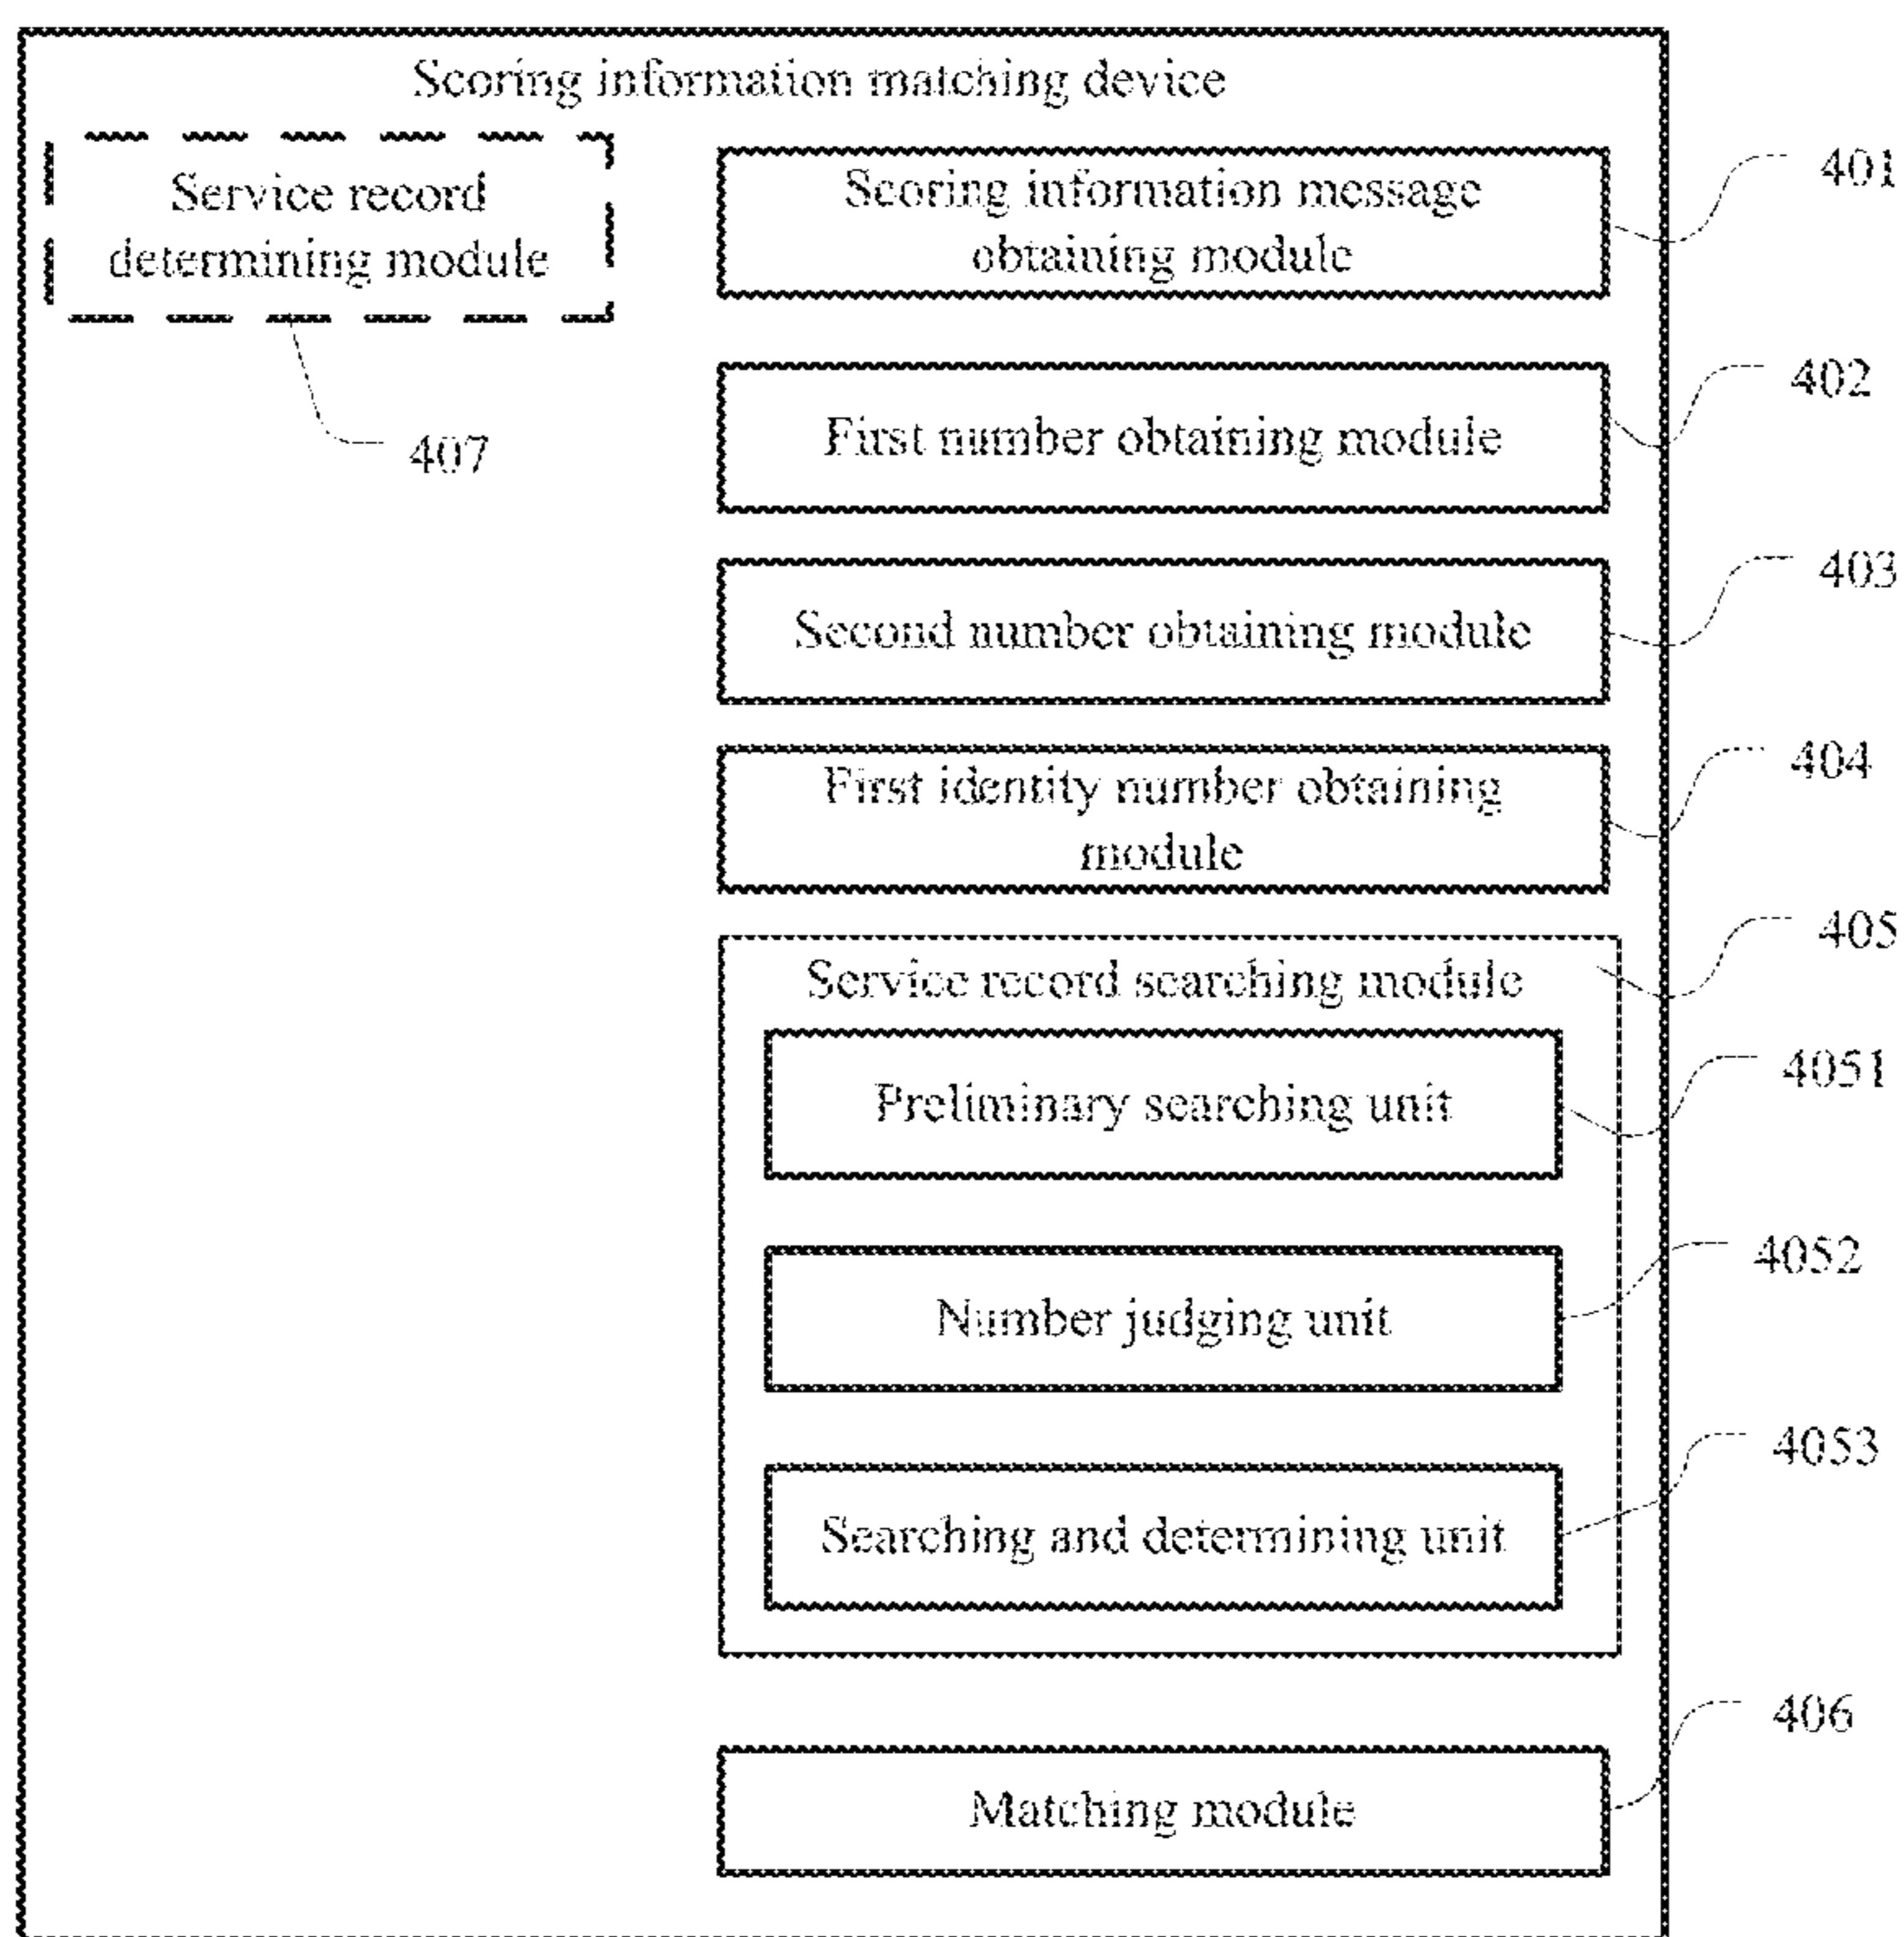 Scoring information matching device
Service record
determining module
407
Scoring information message
obtaining module
401
First number obtaining module
402
Second number obtaining module
403
First identity number obtaining
module
404
Service record searching module
405
Preliminary searching unit
4051
Number judging unit
4052
Searching and determining unit
4053
Matching module
406